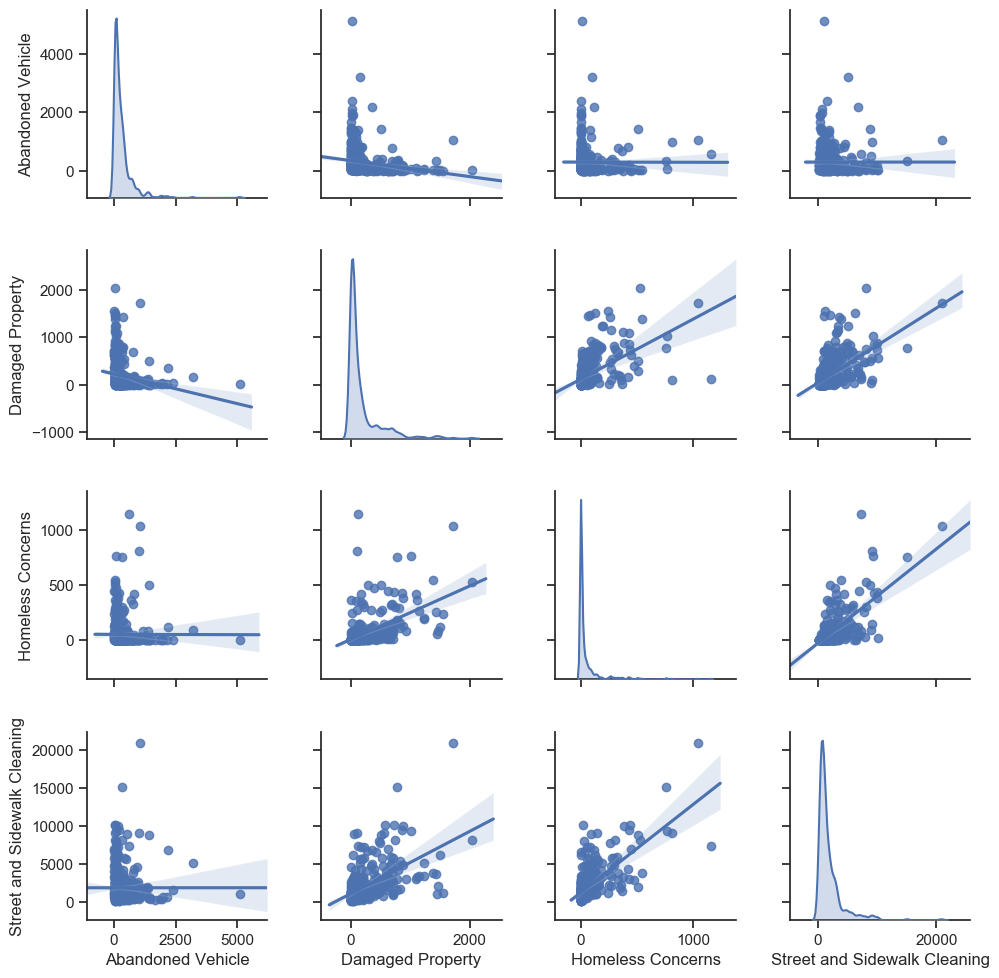 Abandoned Vehicle
4000
2000
0
Damaged Property
2000
1000
0
−1000
Homeless Concerns
1000
500
0
Street and Sidewalk Cleaning
20000
15000
10000
5000
0
0 2500 5000
0 2000
0 1000
0 20000
Abandoned Vehicle
Damaged Property
Homeless Concerns
Street and Sidewalk Cleaning